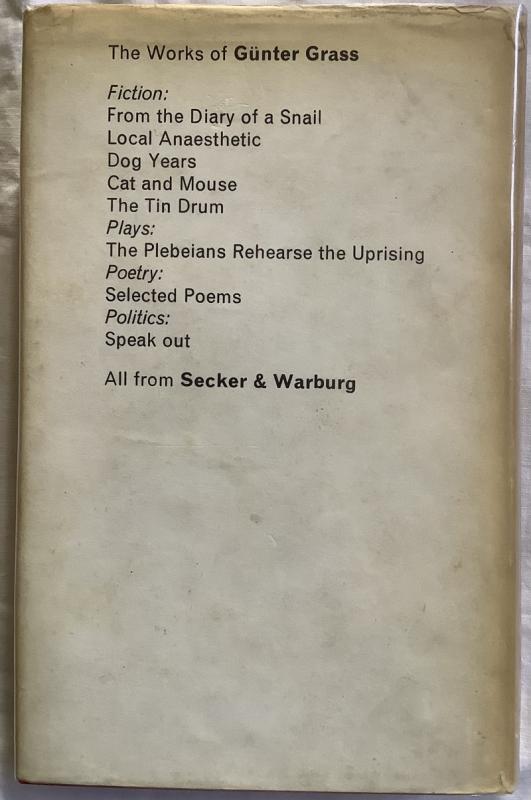 The Works of Günter Grass
Fiction:
From the Diary of a Snail
Local Anaesthetic
Dog Years
Cat and Mouse
The Tin Drum
Plays:
The Plebeians Rehearse the Uprising
Poetry:
Selected Poems
Politics:
Speak out
All from Secker & Warburg